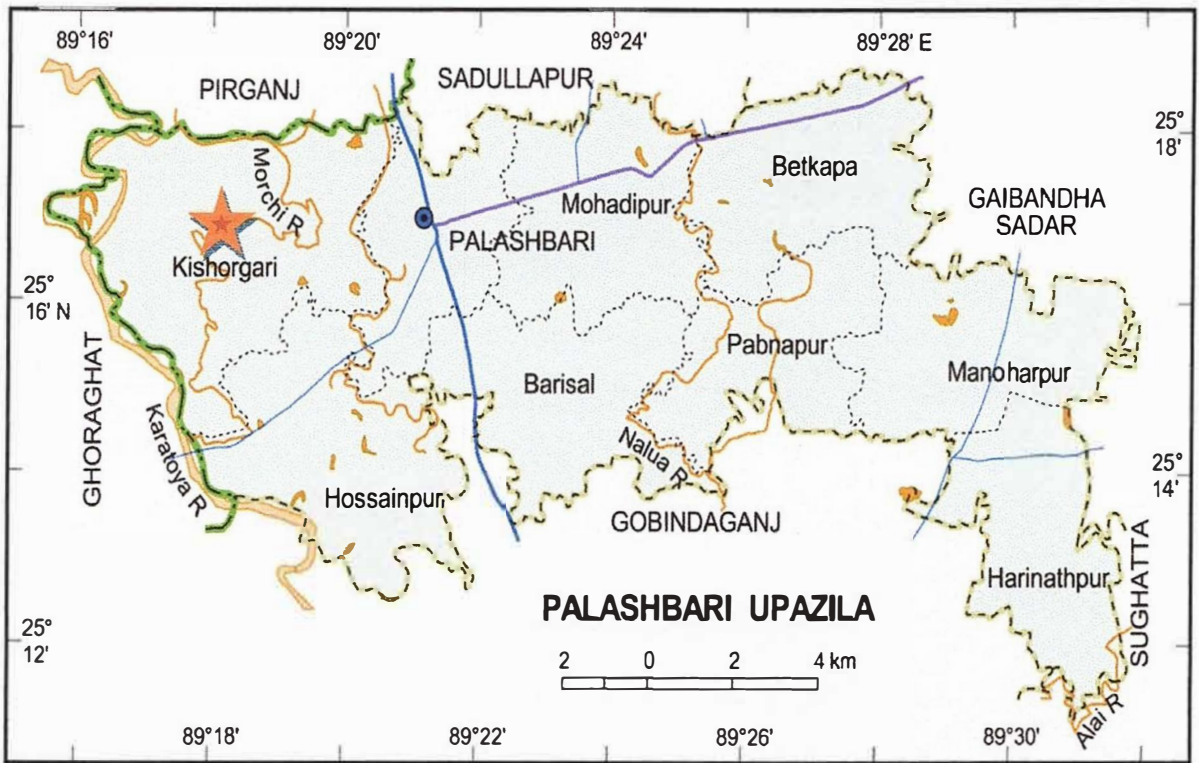 89°16' 89°20' 89°24' 89°28' E
PIRGANJ
SADULLAPUR
25°
18'
Morchi R
Betkapa
Mohadipur
GAIBANDHA
SADAR
PALASHBARI
Kishorgari
25°
16' N
Pabnapur
Barisal
Manoharpur
GHORAGHAT
Karatoya R
Nalua R
25°
14'
Hossainpur
GOBINDAGANJ
Harinathpur
SUGHATTA
PALASHBARI UPAZILA
25°
12'
2 0 2 4 km
Alai R
89°18' 89°22' 89°26' 89°30'